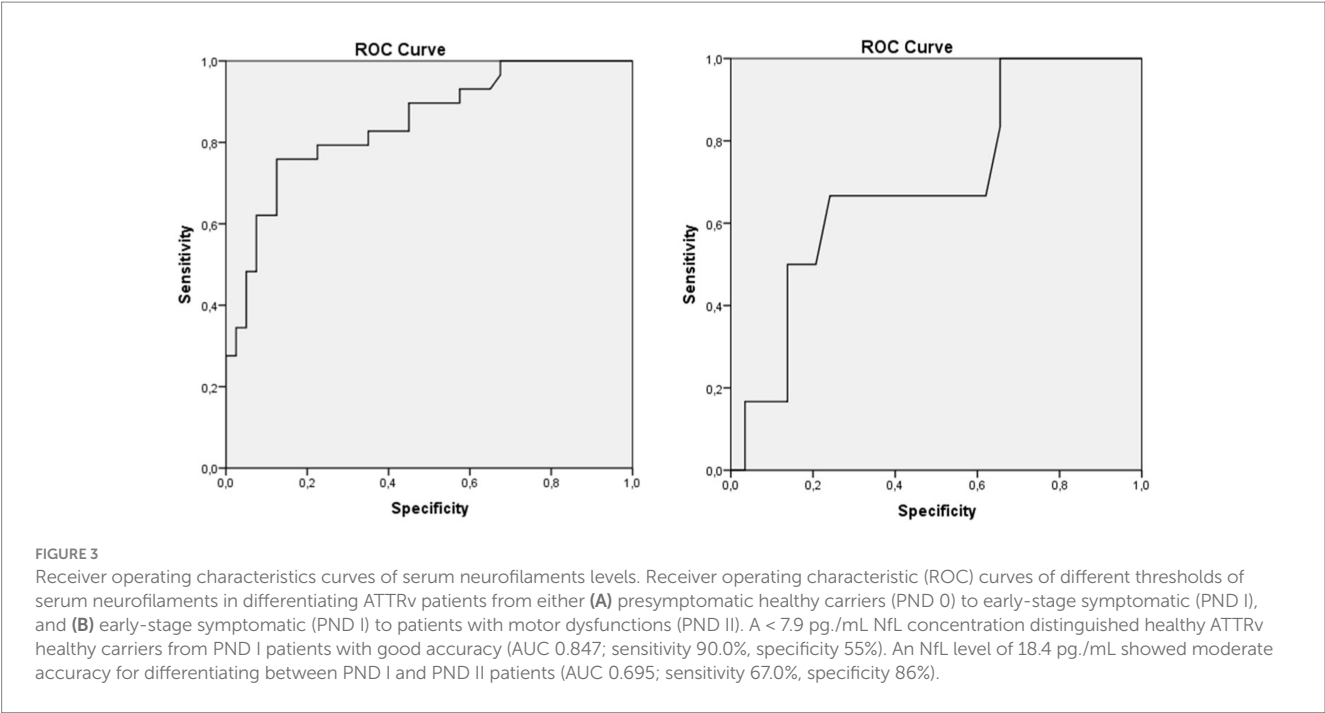 ROC Curve
1,0
0,8
0,6
0,4
0,2
0,0
Sensitivity
0,0 0,2 0,4 0,6 0,8 1,0
Specificity
ROC Curve
1,0
0,8
0,6
0,4
0,2
0,0
Sensitivity
0,0 0,2 0,4 0,6 0,8 1,0
Specificity
FIGURE 3
Receiver operating characteristics curves of serum neurofilaments levels. Receiver operating characteristic (ROC) curves of different thresholds of
serum neurofilaments in differentiating ATTRv patients from either (A) presymptomatic healthy carriers (PND 0) to early-stage symptomatic (PND I),
and (B) early-stage symptomatic (PND I) to patients with motor dysfunctions (PND II). A < 7.9 pg./mL NfL concentration distinguished healthy ATTRv
healthy carriers from PND I patients with good accuracy (AUC 0.847; sensitivity 90.0%, specificity 55%). An NfL level of 18.4 pg./mL showed moderate
accuracy for differentiating between PND I and PND II patients (AUC 0.695; sensitivity 67.0%, specificity 86%).